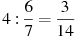 4 : 6/7 = 3/14